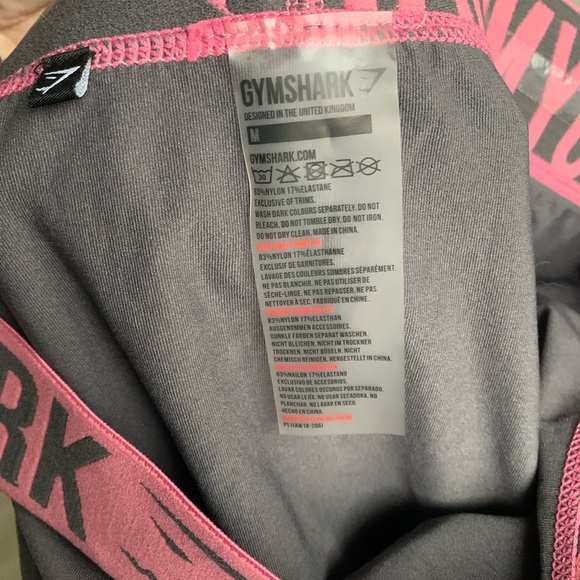 GYMSHARK
DESIGNED IN THE UNITED KINGDOM
M
GYMSHARK.COM
30
83%NYLON 17%ELASTANE
EXCLUSIVE OF TRIMS.
WASH DARK COLOURS SEPARATELY, DO NOT
BLEACH, DO NOT TUMBLE DRY, DO NOT IRON.
DO NOT DRY CLEAN, MADE IN CHINA.
83%NYLON 17%ELASTHANNE
EXCLUSIF DE GARNITURES.
LAVAGE DES COULEURS SOMBRES SÉPARÉMENT.
NE PAS BLANCHIR, NE PAS UTILISER DE
SÈCHE-LINGE, NE PAS REPASSER, NE PAS
NETTOYER À SEC, FABRIQUÉ EN CHINE.
83%NYLON 17%ELASTHAN
AUSGENOMMEN ACCESSOIRES.
DUNKLE FARBEN SEPARAT WASCHEN,
NICHT BLEICHEN, NICHT IM TROCKNER
TROCKNEN, NICHT BÜGELN, NICHT
CHEMISCH REINIGEN, HERGESTELLT IN CHINA.
83%NAILON 17%ELASTANO
EXCLUSIVO DE ACCESORIOS.
LAVAR COLORES OSCUROS POR SEPARADO,
NO USAR LEJÍA, NO USAR SECADORA, NO
PLANCHAR, NO LAVAR EN SECO.
HECHO EN CHINA
RK